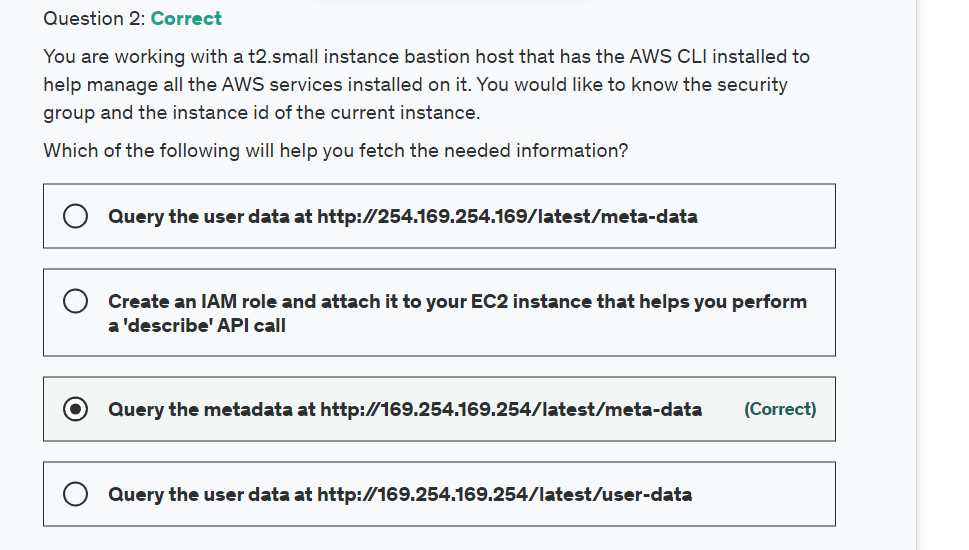 Question 2: Correct
You are working with a t2.small instance bastion host that has the AWS CLI installed to
help manage all the AWS services installed on it. You would like to know the security
group and the instance id of the current instance.
Which of the following will help you fetch the needed information?
Query the user data at http://254.169.254.169/latest/meta-data
Create an IAM role and attach it to your EC2 instance that helps you perform
a 'describe' API call
Query the metadata at http://169.254.169.254/latest/meta-data (Correct)
Query the user data at http://169.254.169.254/latest/user-data